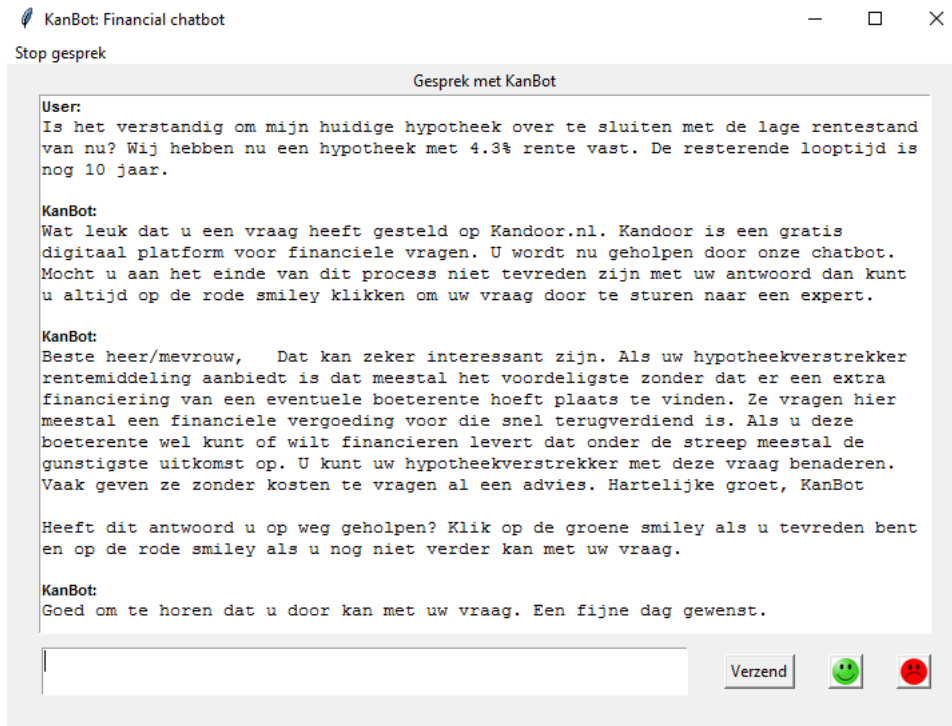 KanBot: Financial chatbot
Stop gesprek
Gesprek met KanBot
User:
Is het verstandig om mijn huidige hypotheek over te sluiten met de lage rentestand
van nu? Wij hebben nu een hypotheek met 4.3% rente vast. De resterende looptijd is
nog 10 jaar.
KanBot:
Wat leuk dat u een vraag heeft gesteld op Kandoor.nl. Kandoor is een gratis
digitaal platform voor financiele vragen. U wordt nu geholpen door onze chatbot.
Mocht u aan het einde van dit process niet tevreden zijn met uw antwoord dan kunt
u altijd op de rode smiley klikken om uw vraag door te sturen naar een expert.
KanBot:
Beste heer/mevrouw,   Dat kan zeker interessant zijn. Als uw hypotheekverstrekker
rentemiddeling aanbiedt is dat meestal het voordeligste zonder dat er een extra
financiering van een eventuele boeterente hoeft plaats te vinden. Ze vragen hier
meestal een financiele vergoeding voor die snel terugverdiend is. Als u deze
boeterente wel kunt of wilt financieren levert dat onder de streep meestal de
gunstigste uitkomst op. U kunt uw hypotheekverstrekker met deze vraag benaderen.
Vaak geven ze zonder kosten te vragen al een advies. Hartelijke groet, KanBot
Heeft dit antwoord u op weg geholpen? Klik op de groene smiley als u tevreden bent
en op de rode smiley als u nog niet verder kan met uw vraag.
KanBot:
Goed om te horen dat u door kan met uw vraag. Een fijne dag gewenst.
Verzend